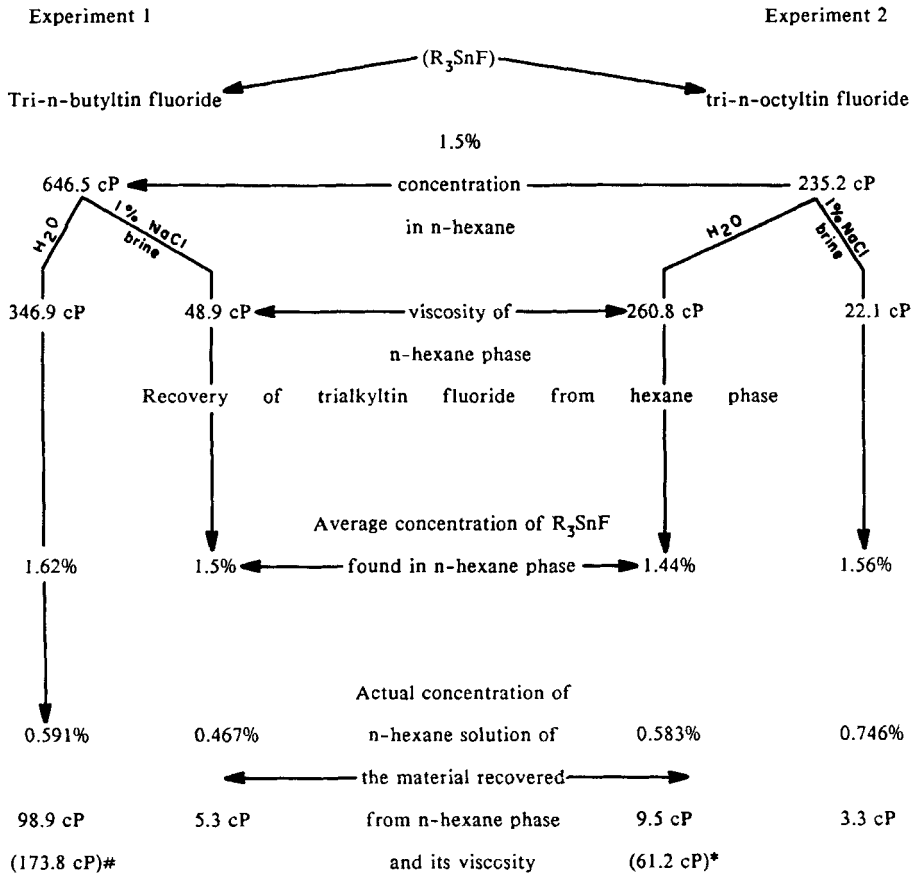 Experiment 1 Experiment 2
(R₃SnF)
Tri-n-butyltin fluoride tri-n-octyltin fluoride
1.5%
646.5 cP concentration 235.2 cP
in n-hexane
H₂O 1% NaCl brine H₂O 1% NaCl brine
346.9 cP 48.9 cP viscosity of 260.8 cP 22.1 cP
n-hexane phase
Recovery of trialkyltin fluoride from hexane phase
Average concentration of R₃SnF
1.62% 1.5% found in n-hexane phase 1.44% 1.56%
Actual concentration of
0.591% 0.467% n-hexane solution of 0.583% 0.746%
the material recovered
98.9 cP 5.3 cP from n-hexane phase 9.5 cP 3.3 cP
(173.8 cP)# and its viscosity (61.2 cP)*